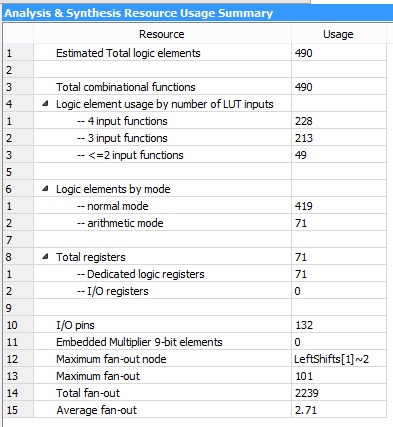 Analysis & Synthesis Resource Usage Summary
Resource Usage
1 Estimated Total logic elements 490
2
3 Total combinational functions 490
4 Logic element usage by number of LUT inputs
1 -- 4 input functions 228
2 -- 3 input functions 213
3 -- <=2 input functions 49
5
6 Logic elements by mode
1 -- normal mode 419
2 -- arithmetic mode 71
7
8 Total registers 71
1 -- Dedicated logic registers 71
2 -- I/O registers 0
9
10 I/O pins 132
11 Embedded Multiplier 9-bit elements 0
12 Maximum fan-out node LeftShifts[1]~2
13 Maximum fan-out 101
14 Total fan-out 2239
15 Average fan-out 2.71